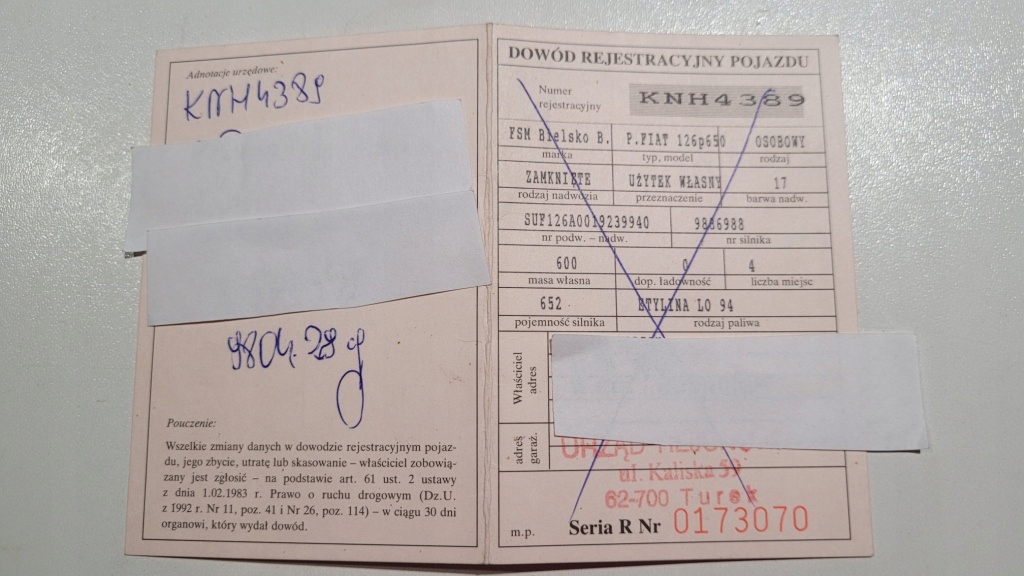 Adnotacje urzędowe:
KNH4389
98.04.29
Pouczenie:
Wszelkie zmiany danych w dowodzie rejestracyjnym pojaz-
du, jego zbycie, utratę lub skasowanie – właściciel zobowią-
zany jest zgłosić – na podstawie art. 61 ust. 2 ustawy
z dnia 1.02.1983 r. Prawo o ruchu drogowym (Dz.U.
z 1992 r. Nr 11, poz. 41 i Nr 26, poz. 114) – w ciągu 30 dni
organowi, który wydał dowód.
DOWÓD REJESTRACYJNY POJAZDU
Numer
rejestracyjny
KNH4389
FSM Bielsko B. P.FIAT 126p650 OSOBOWY
marka typ, model rodzaj
ZAMKNIĘTE UŻYTEK WŁASNY 17
rodzaj nadwozia przeznaczenie barwa nadw.
SUF126A0019239940 9886988
nr podw. – nadw. nr silnika
600 0 4
masa własna dop. ładowność liczba miejsc
652 ETYLINA LO 94
pojemność silnika rodzaj paliwa
Właściciel
adres
adres
garaż.
URZĄD
ul. Kaliska 59
62-700 Turek
m.p. Seria R Nr 0173070